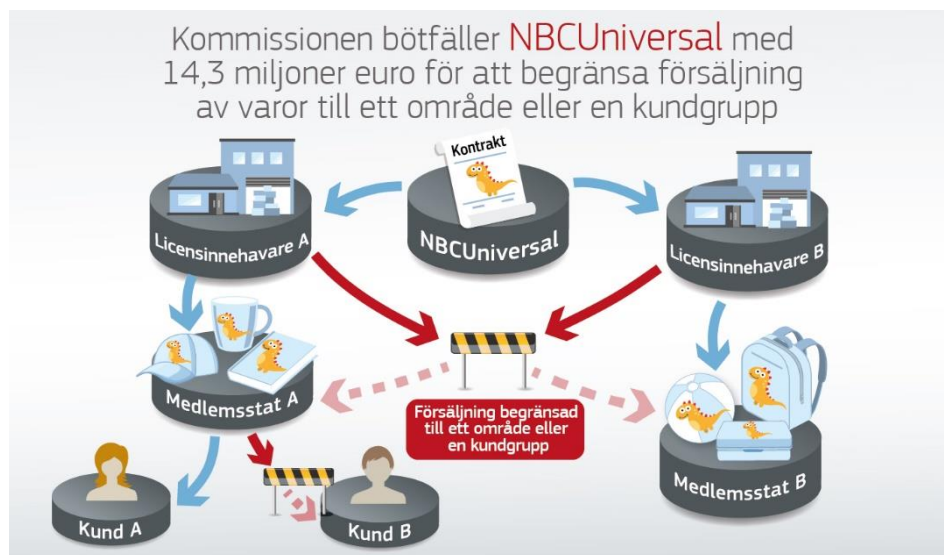 Kommissionen bötfäller NBCUniversal med
14,3 miljoner euro för att begränsa försäljning
av varor till ett område eller en kundgrupp
Kontrakt
Licensinnehavare A
NBCUniversal
Licensinnehavare B
Medlemsstat A
Försäljning begränsad
till ett område eller
en kundgrupp
Medlemsstat B
Kund A
Kund B